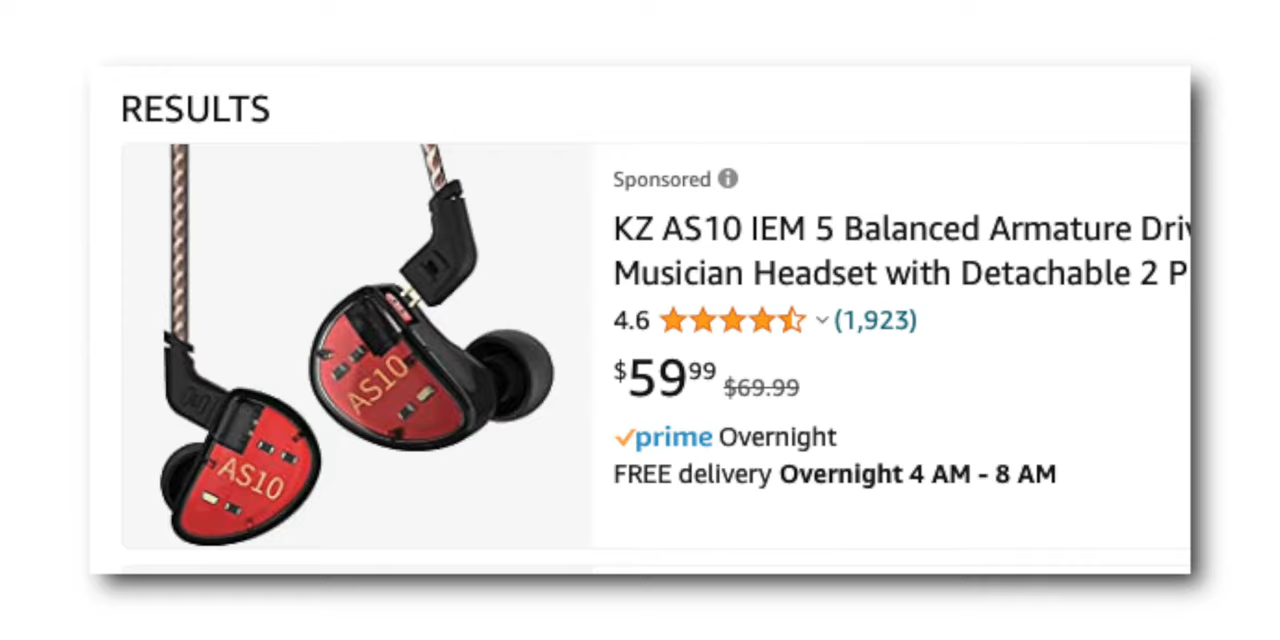 RESULTS
AS10
AS10
Sponsored
KZ AS10 IEM 5 Balanced Armature
Musician Headset with Detachable 2
4.6 (1,923)
$59.99 $69.99
prime Overnight
FREE delivery Overnight 4 AM - 8 AM